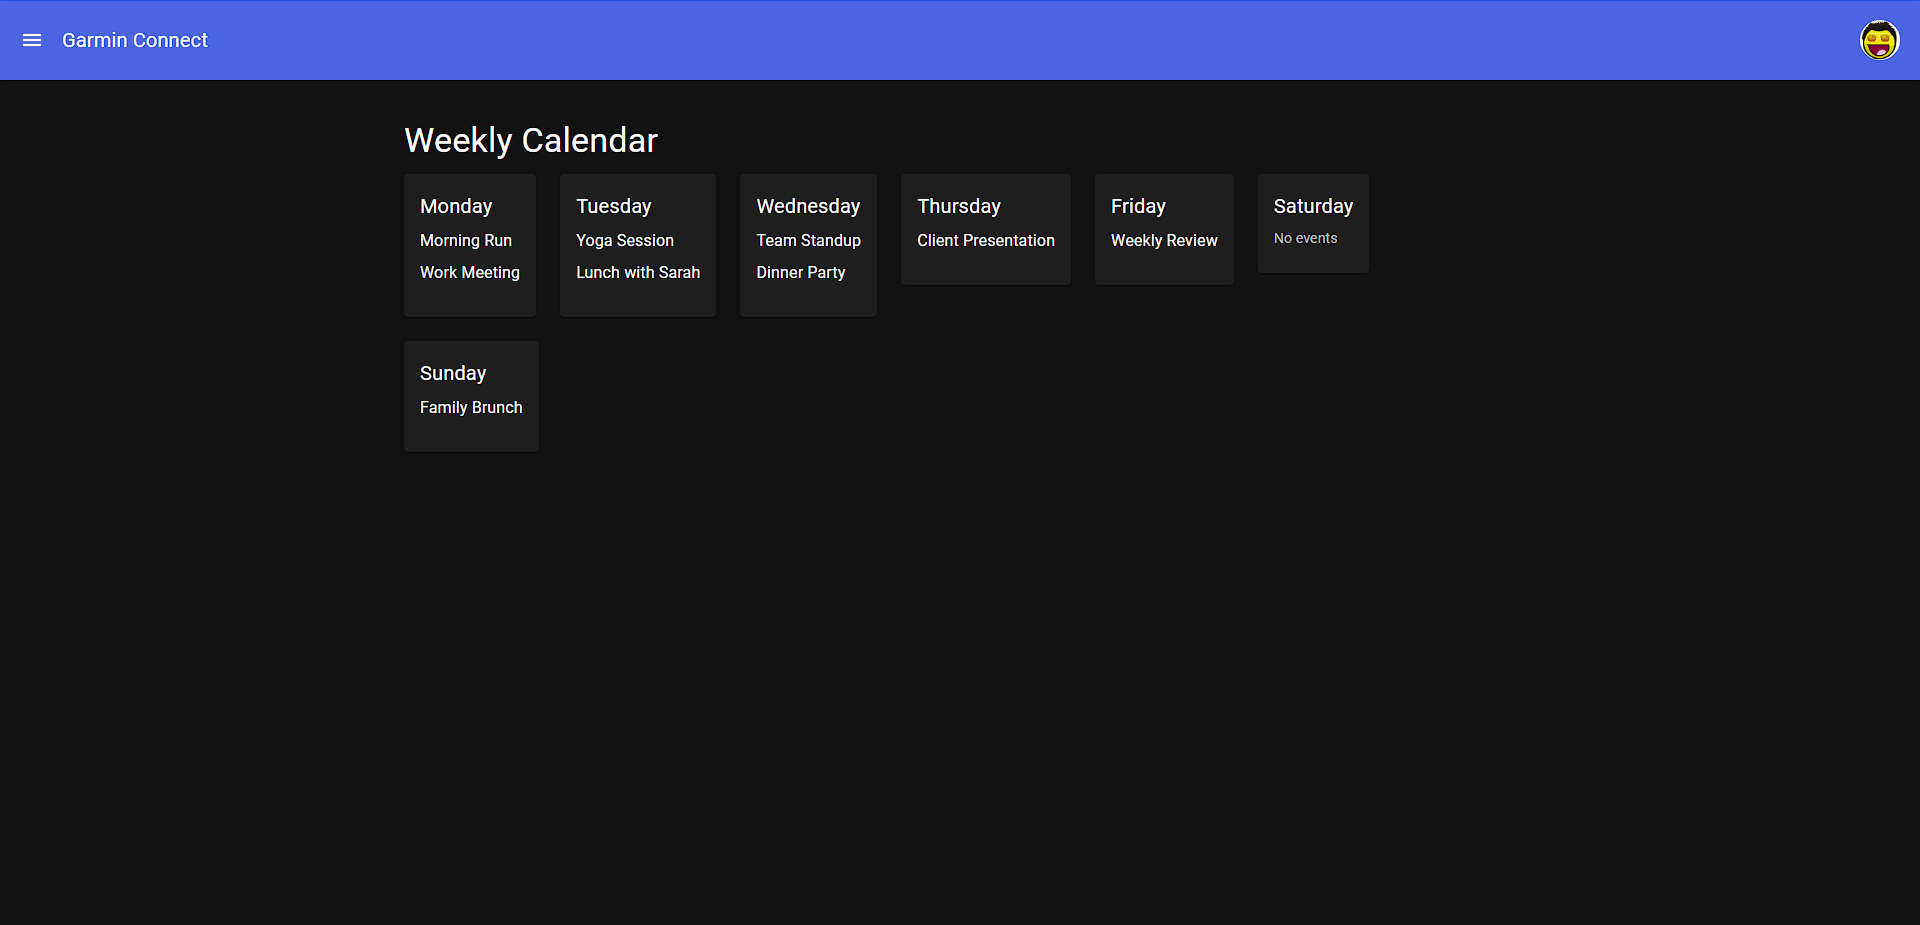 Garmin Connect
Weekly Calendar
Monday
Morning Run
Work Meeting
Tuesday
Yoga Session
Lunch with Sarah
Wednesday
Team Standup
Dinner Party
Thursday
Client Presentation
Friday
Weekly Review
Saturday
No events
Sunday
Family Brunch